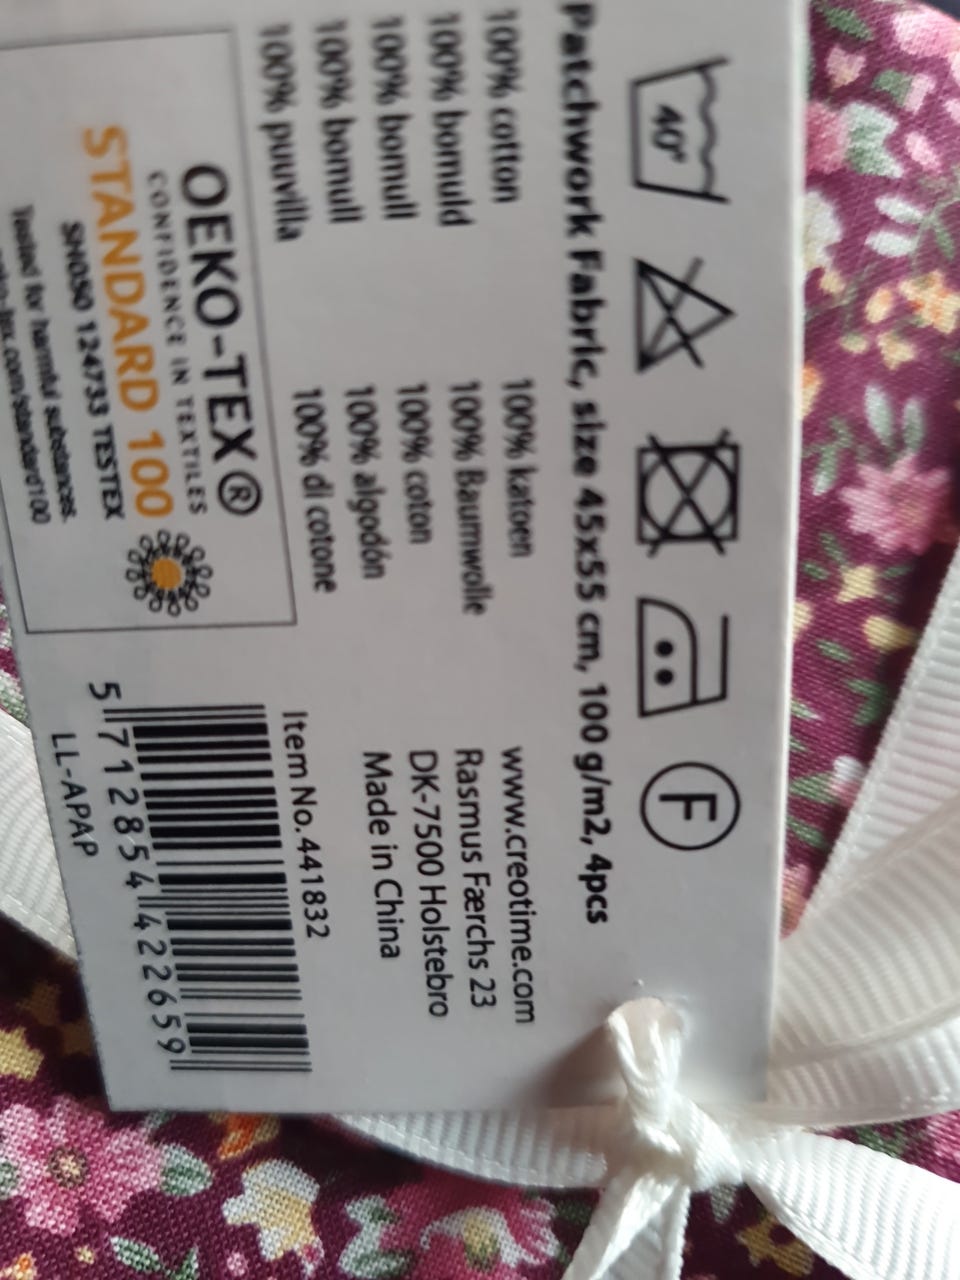 40°
F
Patchwork Fabric, size 45x55 cm, 100 g/m2, 4pcs
100% cotton
100% bomuld
100% bomull
100% bomull
100% puuvilla
100% katoen
100% Baumwolle
100% coton
100% algodón
100% di cotone
www.creotime.com
Rasmus Færchs 23
DK-7500 Holstebro
Made in China
OEKO-TEX®
CONFIDENCE IN TEXTILES
STANDARD 100
SH050 124733 TESTEX
Tested for harmful substances.
Item No.441832
5 712854 422659
LL-APAP